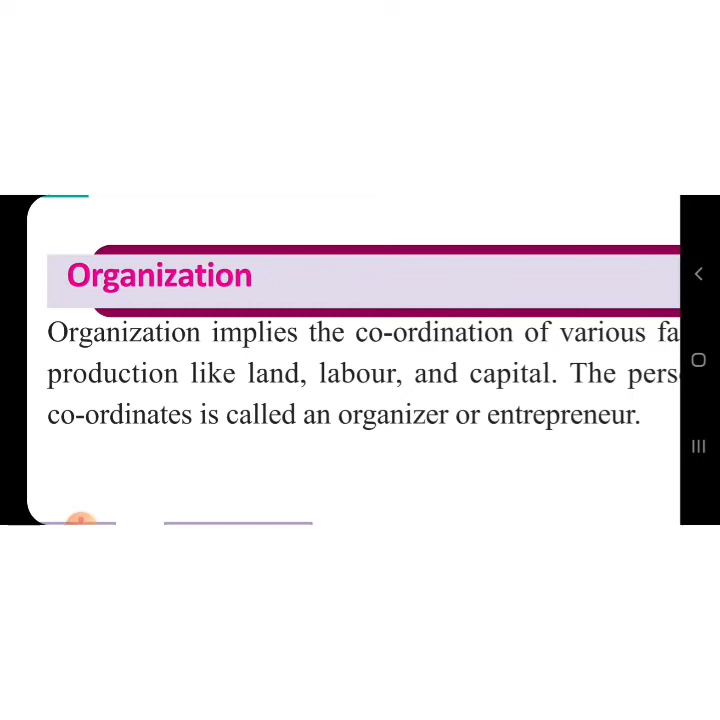 Organization
Organization implies the co-ordination of various
production like land, labour, and capital. The
co-ordinates is called an organizer or entrepreneur.